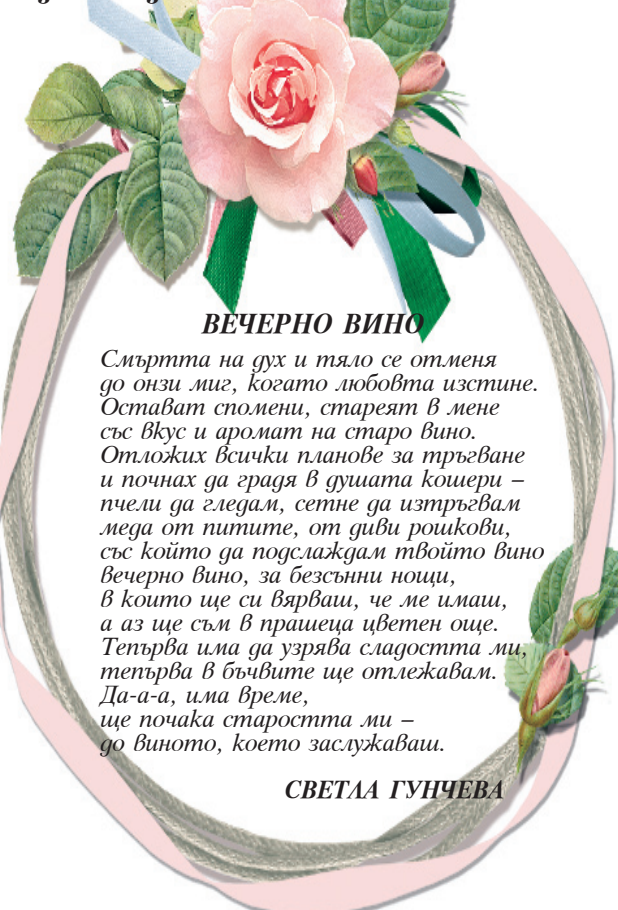 ВЕЧЕРНО ВИНО
Смъртта на дух и тяло се отменя
до онзи миг, когато любовта изстине.
Остават спомени, стареят в мене
със вкус и аромат на старо вино.
Отложих всички планове за тръгване
и почнах да градя в душата кошери –
пчели да гледам, сетне да изтръгвам
меда от питите, от диви рошкови,
със който да подслаждам твойто вино
вечерно вино, за безсънни нощи,
в които ще си вярваш, че ме имаш,
а аз ще съм в прашеца цветен още.
Тепърва има да узрява сладостта ми,
тепърва в бъчвите ще отлежавам.
Да-а-а, има време,
ще почака старостта ми –
до виното, което заслужаваш.
СВЕТЛА ГУНЧЕВА